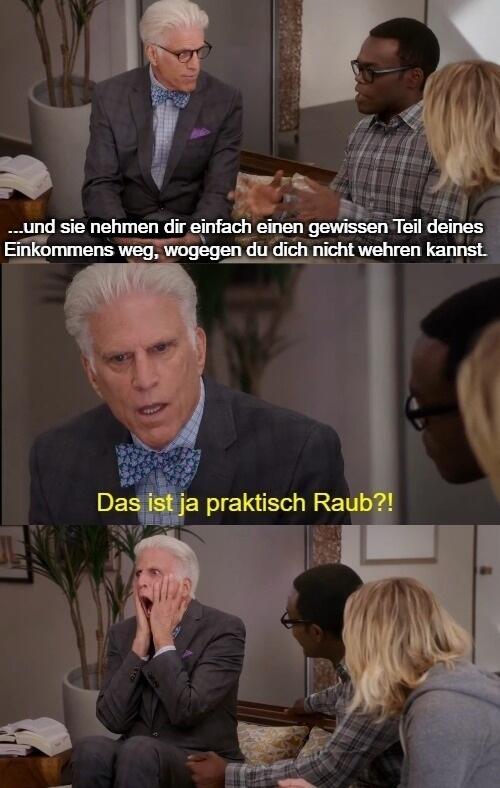 ...und sie nehmen dir einfach einen gewissen Teil deines
Einkommens weg, wogegen du dich nicht wehren kannst.
Das ist ja praktisch Raub?!